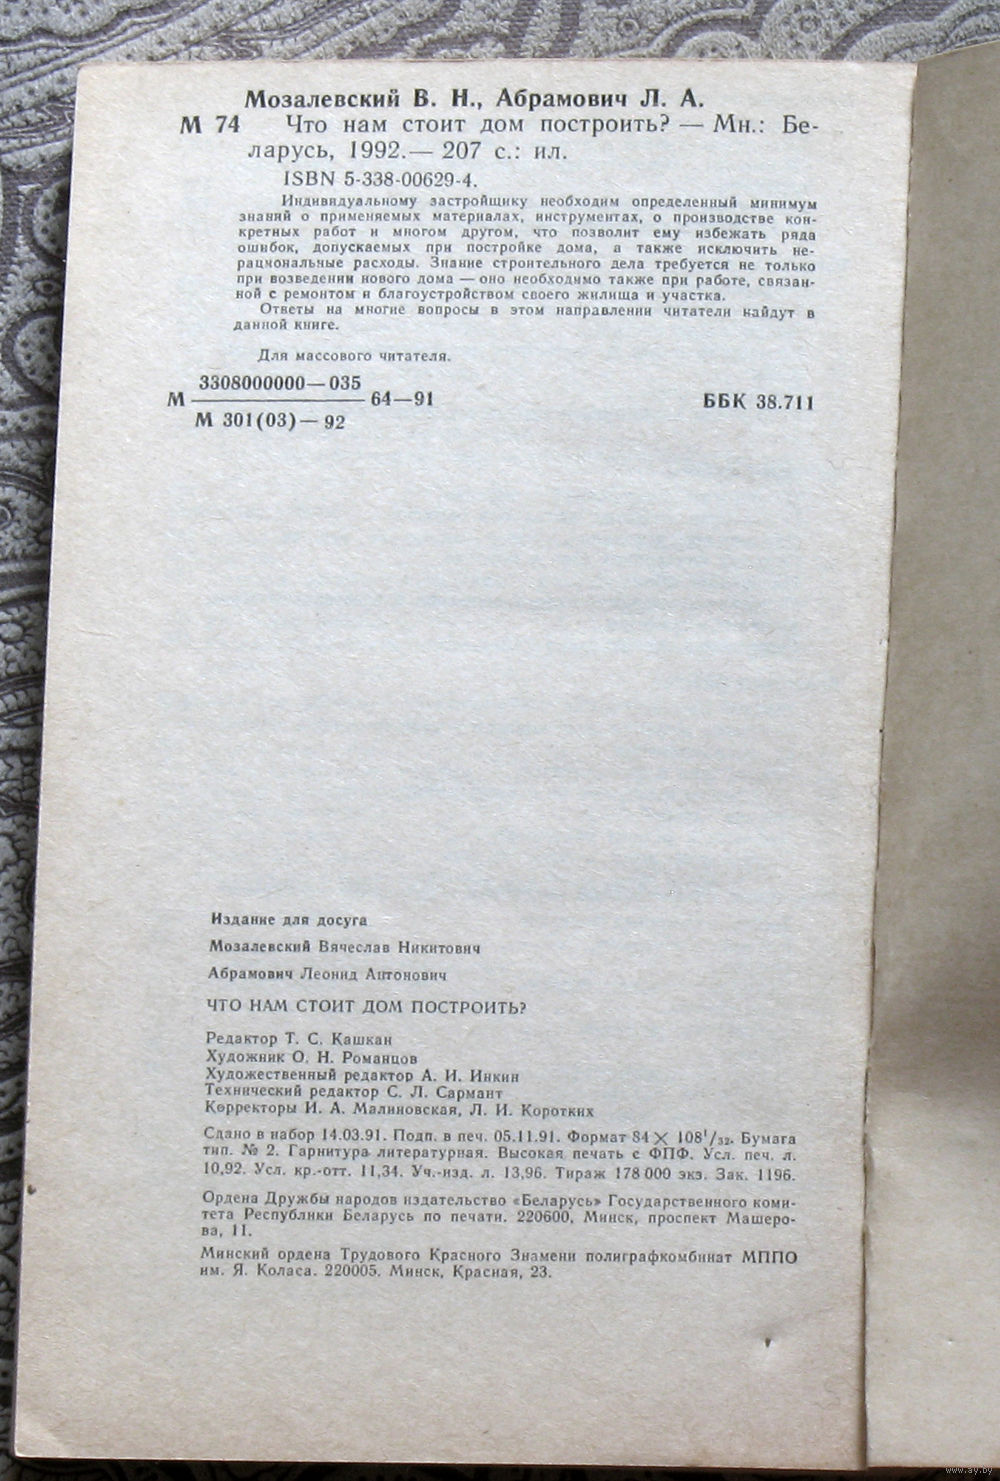 Мозалевский В. Н., Абрамович Л. А.
М 74 Что нам стоит дом построить? — Мн.: Бе-
ларусь, 1992.— 207 с.: ил.
ISBN 5-338-00629-4.
Индивидуальному застройщику необходим определенный минимум
знаний о применяемых материалах, инструментах, о производстве кон-
кретных работ и многом другом, что позволит ему избежать ряда
ошибок, допускаемых при постройке дома, а также исключить не-
рациональные расходы. Знание строительного дела требуется не только
при возведении нового дома — оно необходимо также при работе, связан-
ной с ремонтом и благоустройством своего жилища и участка.
Ответы на многие вопросы в этом направлении читатели найдут в
данной книге.
Для массового читателя.
3308000000—035
М 64—91 ББК 38.711
М 301(03)—92
Издание для досуга
Мозалевский Вячеслав Никитович
Абрамович Леонид Антонович
ЧТО НАМ СТОИТ ДОМ ПОСТРОИТЬ?
Редактор Т. С. Кашкан
Художник О. Н. Романцов
Художественный редактор А. И. Инкин
Технический редактор С. Л. Сармант
Корректоры И. А. Малиновская, Л. И. Коротких
Сдано в набор 14.03.91. Подп. в печ. 05.11.91. Формат 84 × 108¹/₃₂. Бумага
тип. № 2. Гарнитура литературная. Высокая печать с ФПФ. Усл. печ. л.
10,92. Усл. кр.-отт. 11,34. Уч.-изд. л. 13,96. Тираж 178 000 экз. Зак. 1196.
Ордена Дружбы народов издательство «Беларусь» Государственного коми-
тета Республики Беларусь по печати. 220600, Минск, проспект Машеро-
ва, 11.
Минский ордена Трудового Красного Знамени полиграфкомбинат МППО
им. Я. Коласа. 220005. Минск, Красная, 23.
www.ay.by